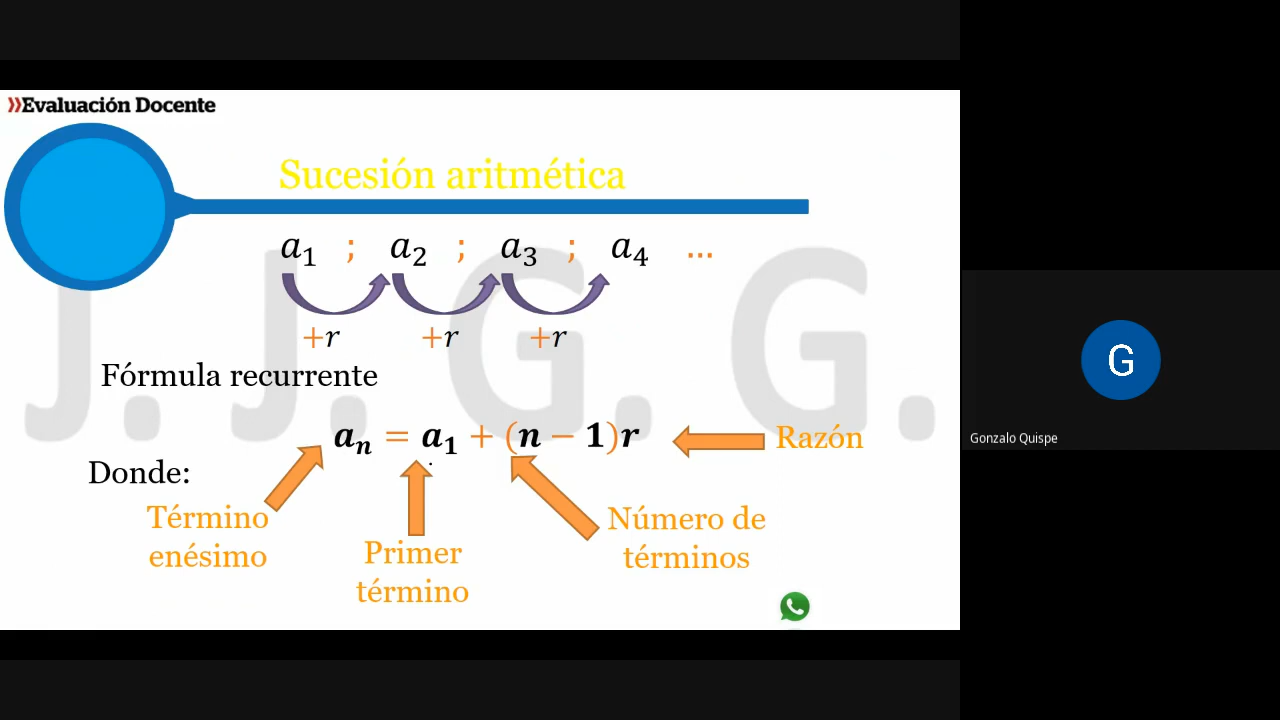 »Evaluación Docente
Sucesión aritmética
a₁ ; a₂ ; a₃ ; a₄ ...
+r +r +r
Fórmula recurrente
aₙ = a₁ + (n − 1)r
Razón
Donde:
Término
enésimo
Primer
término
Número de
términos
J. J. G. G.
G
Gonzalo Quispe